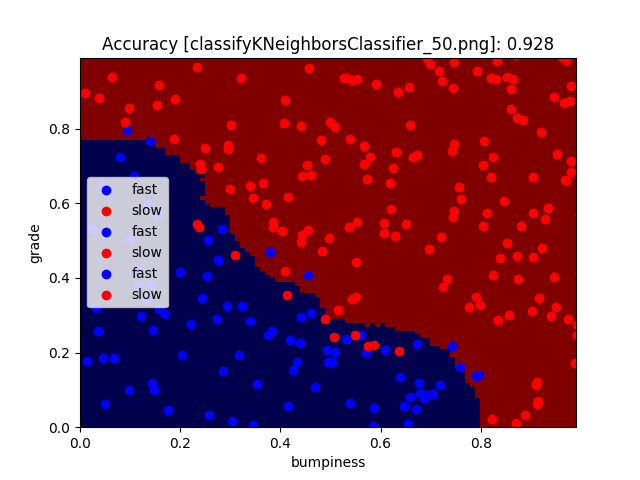 Accuracy [classifyKNeighborsClassifier_50.png]: 0.928
grade
0.8
0.6
0.4
0.2
0.0
fast
slow
fast
slow
fast
slow
0.0 0.2 0.4 0.6 0.8
bumpiness